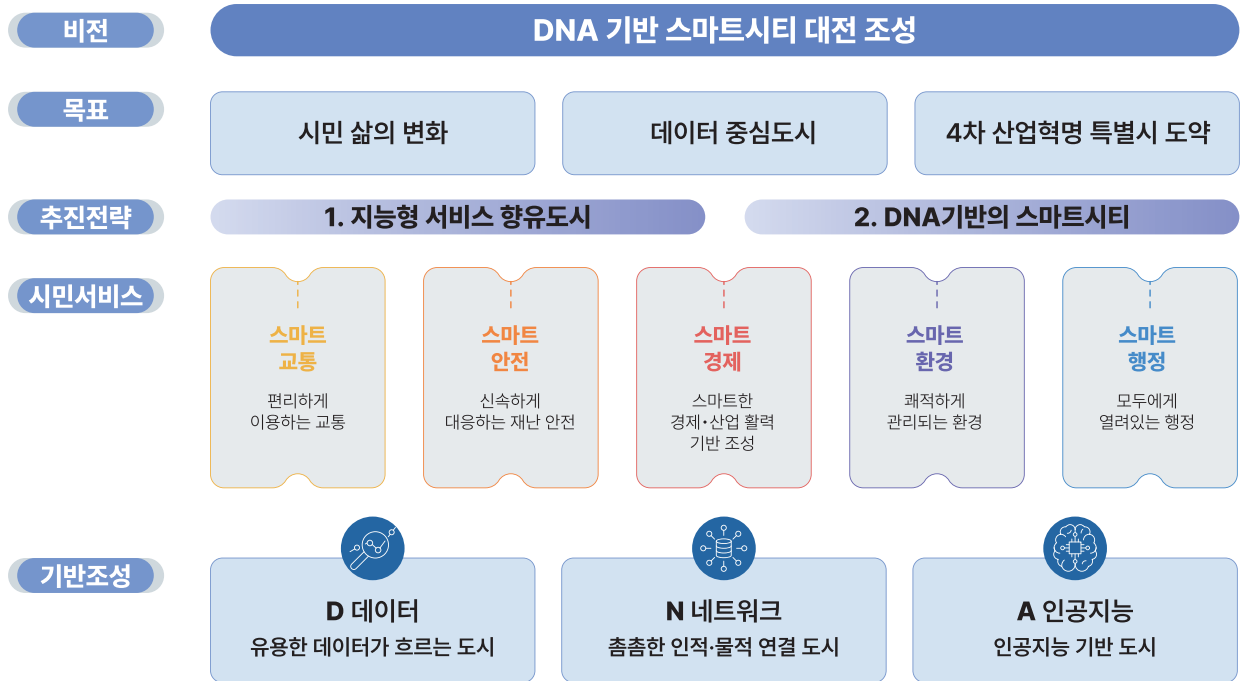 비전
DNA 기반 스마트시티 대전 조성
목표
시민 삶의 변화
데이터 중심도시
4차 산업혁명 특별시 도약
추진전략
1. 지능형 서비스 향유도시
2. DNA기반의 스마트시티
시민서비스
스마트
교통
편리하게
이용하는 교통
스마트
안전
신속하게
대응하는 재난 안전
스마트
경제
스마트한
경제·산업 활력
기반 조성
스마트
환경
쾌적하게
관리되는 환경
스마트
행정
모두에게
열려있는 행정
기반조성
D 데이터
유용한 데이터가 흐르는 도시
N 네트워크
촘촘한 인적·물적 연결 도시
A 인공지능
인공지능 기반 도시